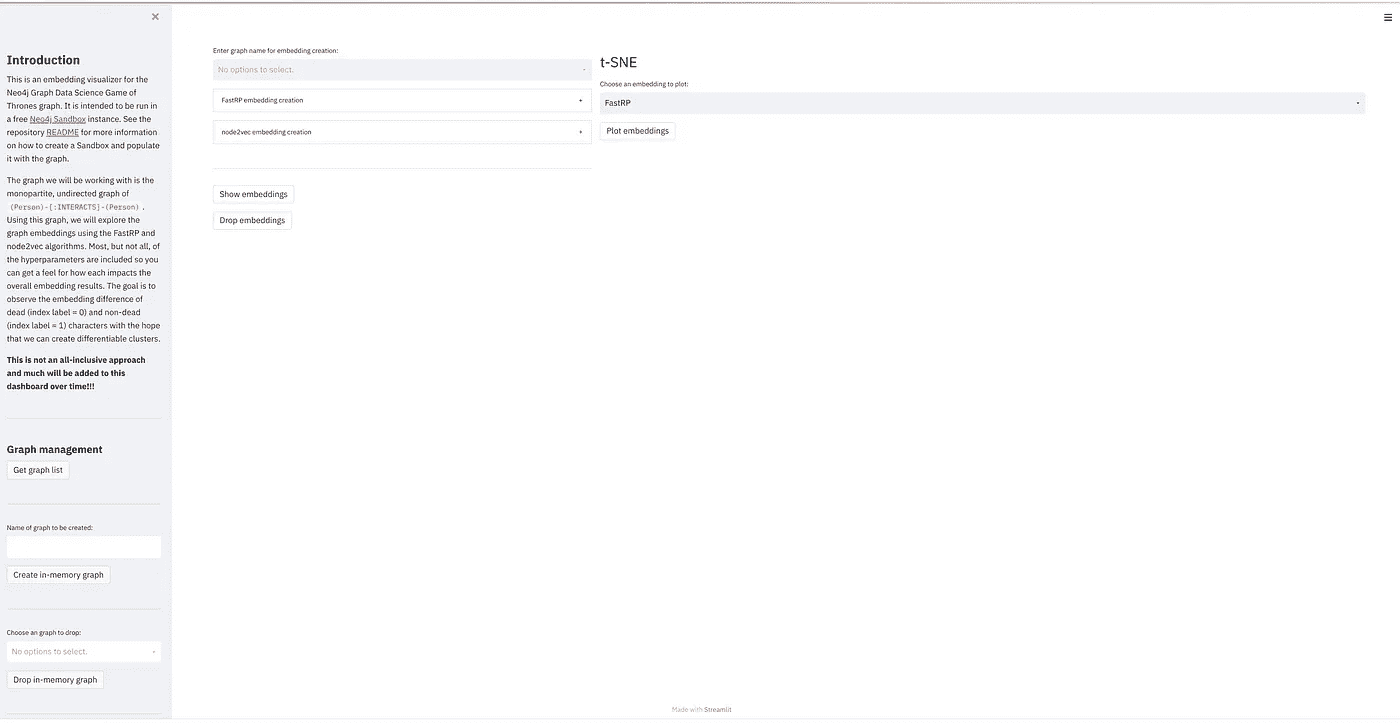 Introduction
This is an embedding visualizer for the
Neo4j Graph Data Science Game of
Thrones graph. It is intended to be run in
a free Neo4j Sandbox instance. See the
repository README for more information
on how to create a Sandbox and populate
it with the graph.
The graph we will be working with is the
monopartite, undirected graph of
(Person)-[:INTERACTS]-(Person) .
Using this graph, we will explore the
graph embeddings using the FastRP and
node2vec algorithms. Most, but not all, of
the hyperparameters are included so you
can get a feel for how each impacts the
overall embedding results. The goal is to
observe the embedding difference of
dead (index label = 0) and non-dead
(index label = 1) characters with the hope
that we can create differentiable clusters.
This is not an all-inclusive approach
and much will be added to this
dashboard over time!!!
Graph management
Get graph list
Name of graph to be created:
Create in-memory graph
Choose an graph to drop:
No options to select.
Drop in-memory graph
Enter graph name for embedding creation:
No options to select.
FastRP embedding creation
node2vec embedding creation
Show embeddings
Drop embeddings
t-SNE
Choose an embedding to plot:
FastRP
Plot embeddings
Made with Streamlit